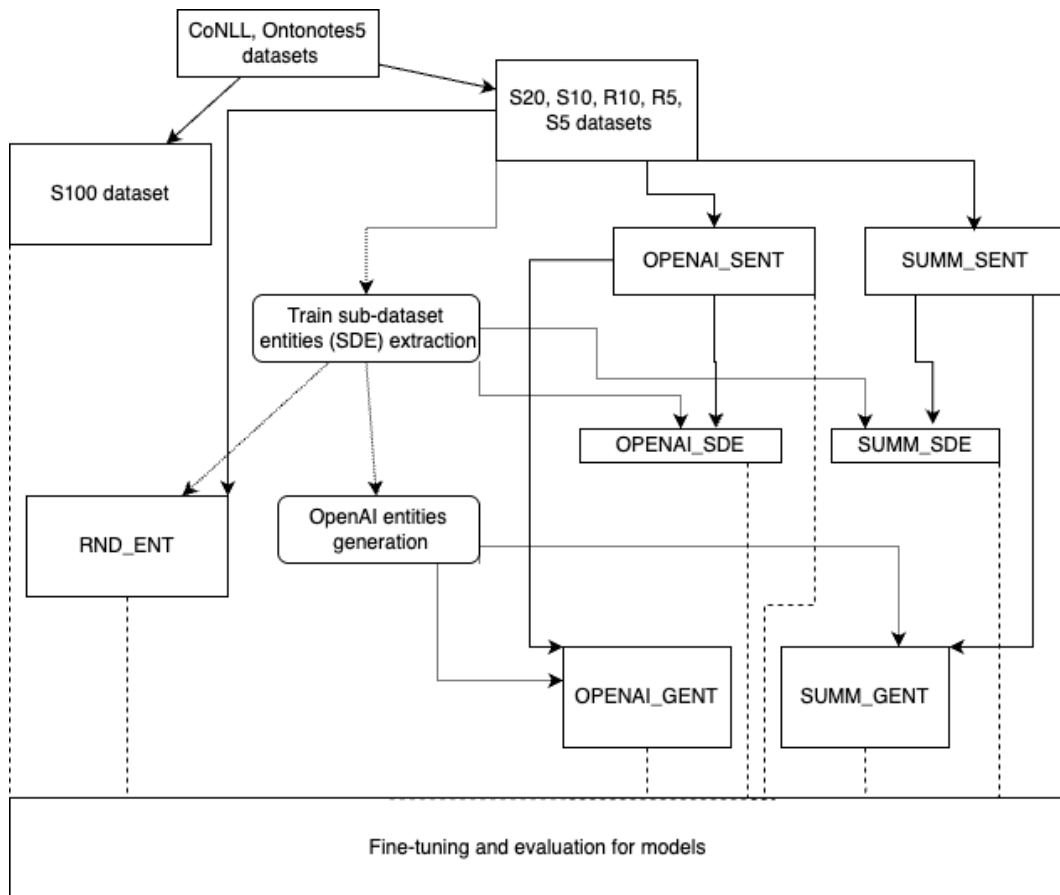 CoNLL, Ontonotes5
datasets
S20, S10, R10, R5,
S5 datasets
S100 dataset
OPENAI_SENT
SUMM_SENT
Train sub-dataset
entities (SDE) extraction
OPENAI_SDE
SUMM_SDE
RND_ENT
OpenAI entities
generation
OPENAI_GENT
SUMM_GENT
Fine-tuning and evaluation for models